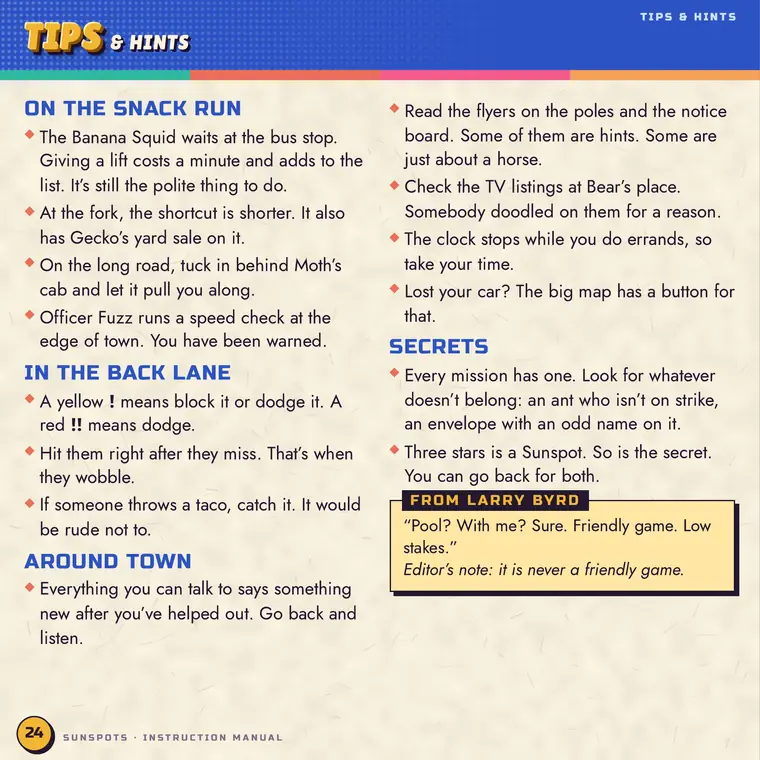 TIPS & HINTS
TIPS & HINTS
ON THE SNACK RUN
The Banana Squid waits at the bus stop.
Giving a lift costs a minute and adds to the
list. It’s still the polite thing to do.
At the fork, the shortcut is shorter. It also
has Gecko’s yard sale on it.
On the long road, tuck in behind Moth’s
cab and let it pull you along.
Officer Fuzz runs a speed check at the
edge of town. You have been warned.
IN THE BACK LANE
A yellow ! means block it or dodge it. A
red !! means dodge.
Hit them right after they miss. That’s when
they wobble.
If someone throws a taco, catch it. It would
be rude not to.
AROUND TOWN
Everything you can talk to says something
new after you’ve helped out. Go back and
listen.
Read the flyers on the poles and the notice
board. Some of them are hints. Some are
just about a horse.
Check the TV listings at Bear’s place.
Somebody doodled on them for a reason.
The clock stops while you do errands, so
take your time.
Lost your car? The big map has a button for
that.
SECRETS
Every mission has one. Look for whatever
doesn’t belong: an ant who isn’t on strike,
an envelope with an odd name on it.
Three stars is a Sunspot. So is the secret.
You can go back for both.
FROM LARRY BYRD
“Pool? With me? Sure. Friendly game. Low
stakes.”
Editor’s note: it is never a friendly game.
24
SUNSPOTS · INSTRUCTION MANUAL